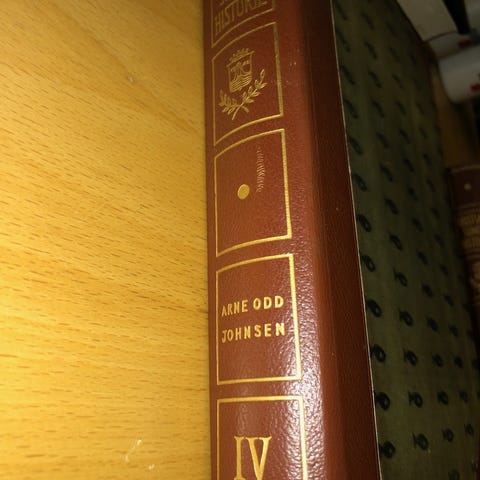 HISTORIE
ARNE ODD
JOHNSEN
IV